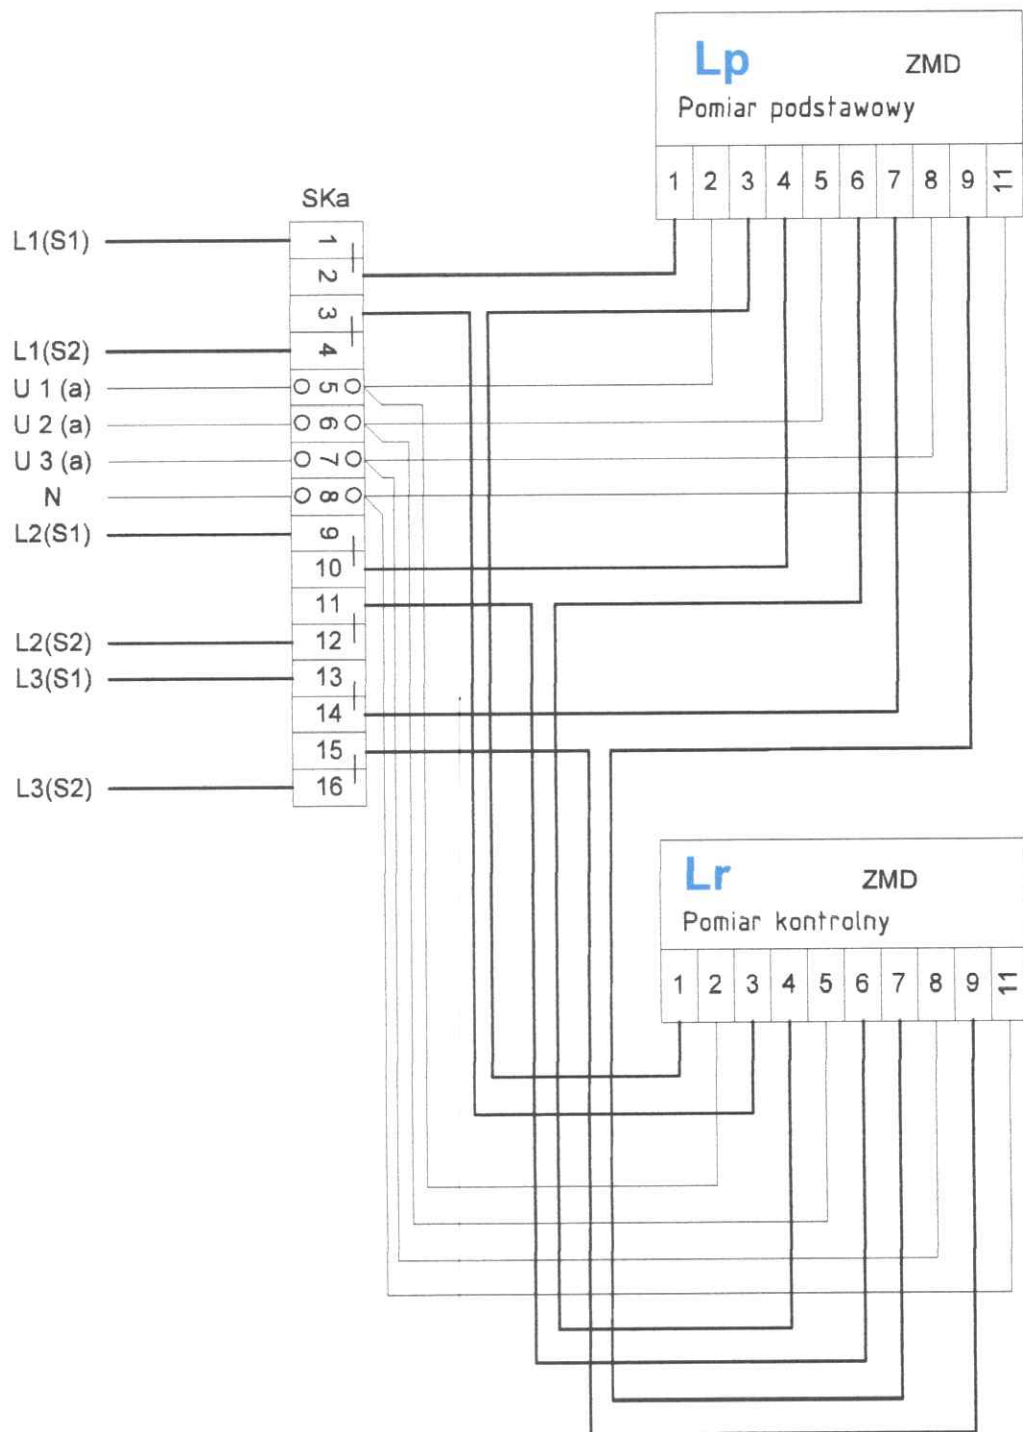 Lp ZMD
Pomiar podstawowy
1 2 3 4 5 6 7 8 9 11
SKa
L1(S1) 1
2
3
L1(S2) 4
U 1 (a) 5
U 2 (a) 6
U 3 (a) 7
N 8
L2(S1) 9
10
11
L2(S2) 12
L3(S1) 13
14
15
L3(S2) 16
Lr ZMD
Pomiar kontrolny
1 2 3 4 5 6 7 8 9 11